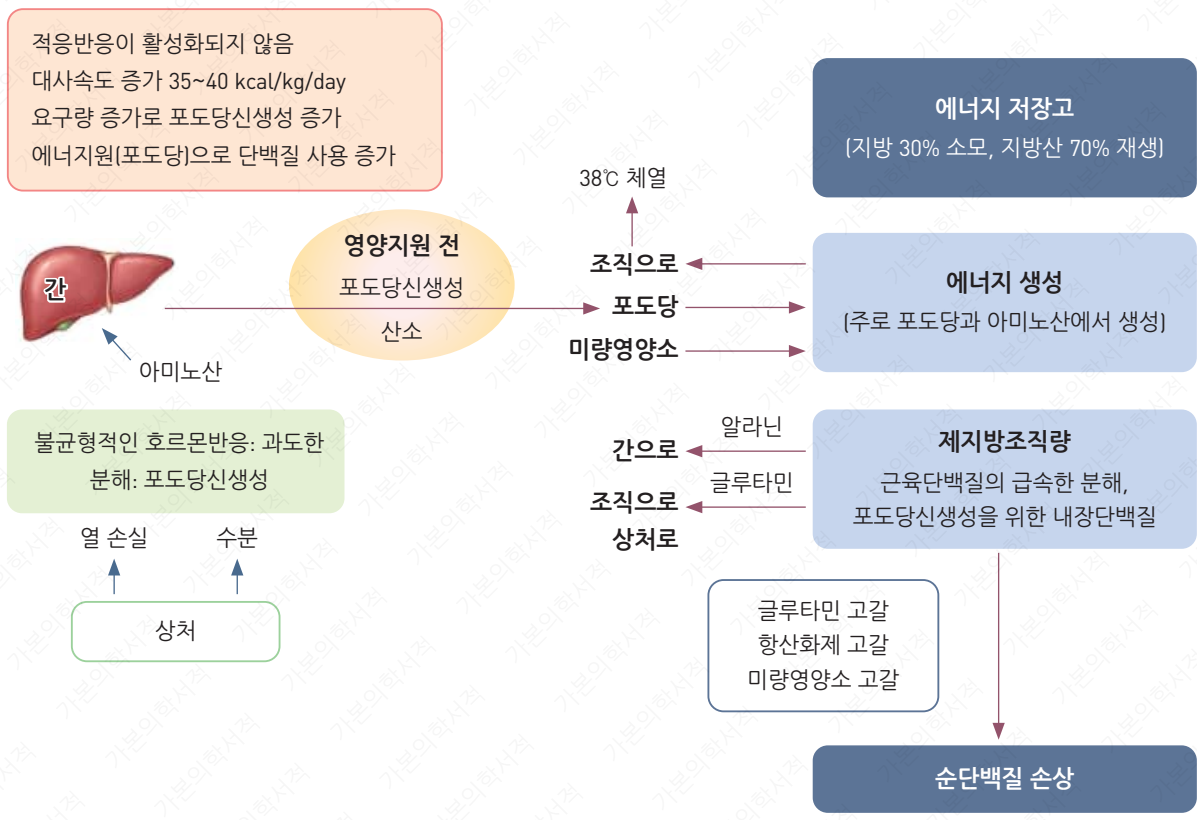 적응반응이 활성화되지 않음
대사속도 증가 35~40 kcal/kg/day
요구량 증가로 포도당신생성 증가
에너지원(포도당)으로 단백질 사용 증가
에너지 저장고
(지방 30% 소모, 지방산 70% 재생)
38℃ 체열
간
영양지원 전
포도당신생성
산소
조직으로
포도당
미량영양소
에너지 생성
(주로 포도당과 아미노산에서 생성)
아미노산
불균형적인 호르몬반응: 과도한
분해: 포도당신생성
열 손실
수분
상처
알라닌
간으로
글루타민
조직으로
상처로
제지방조직량
근육단백질의 급속한 분해,
포도당신생성을 위한 내장단백질
글루타민 고갈
항산화제 고갈
미량영양소 고갈
순단백질 손상
가본의학서적